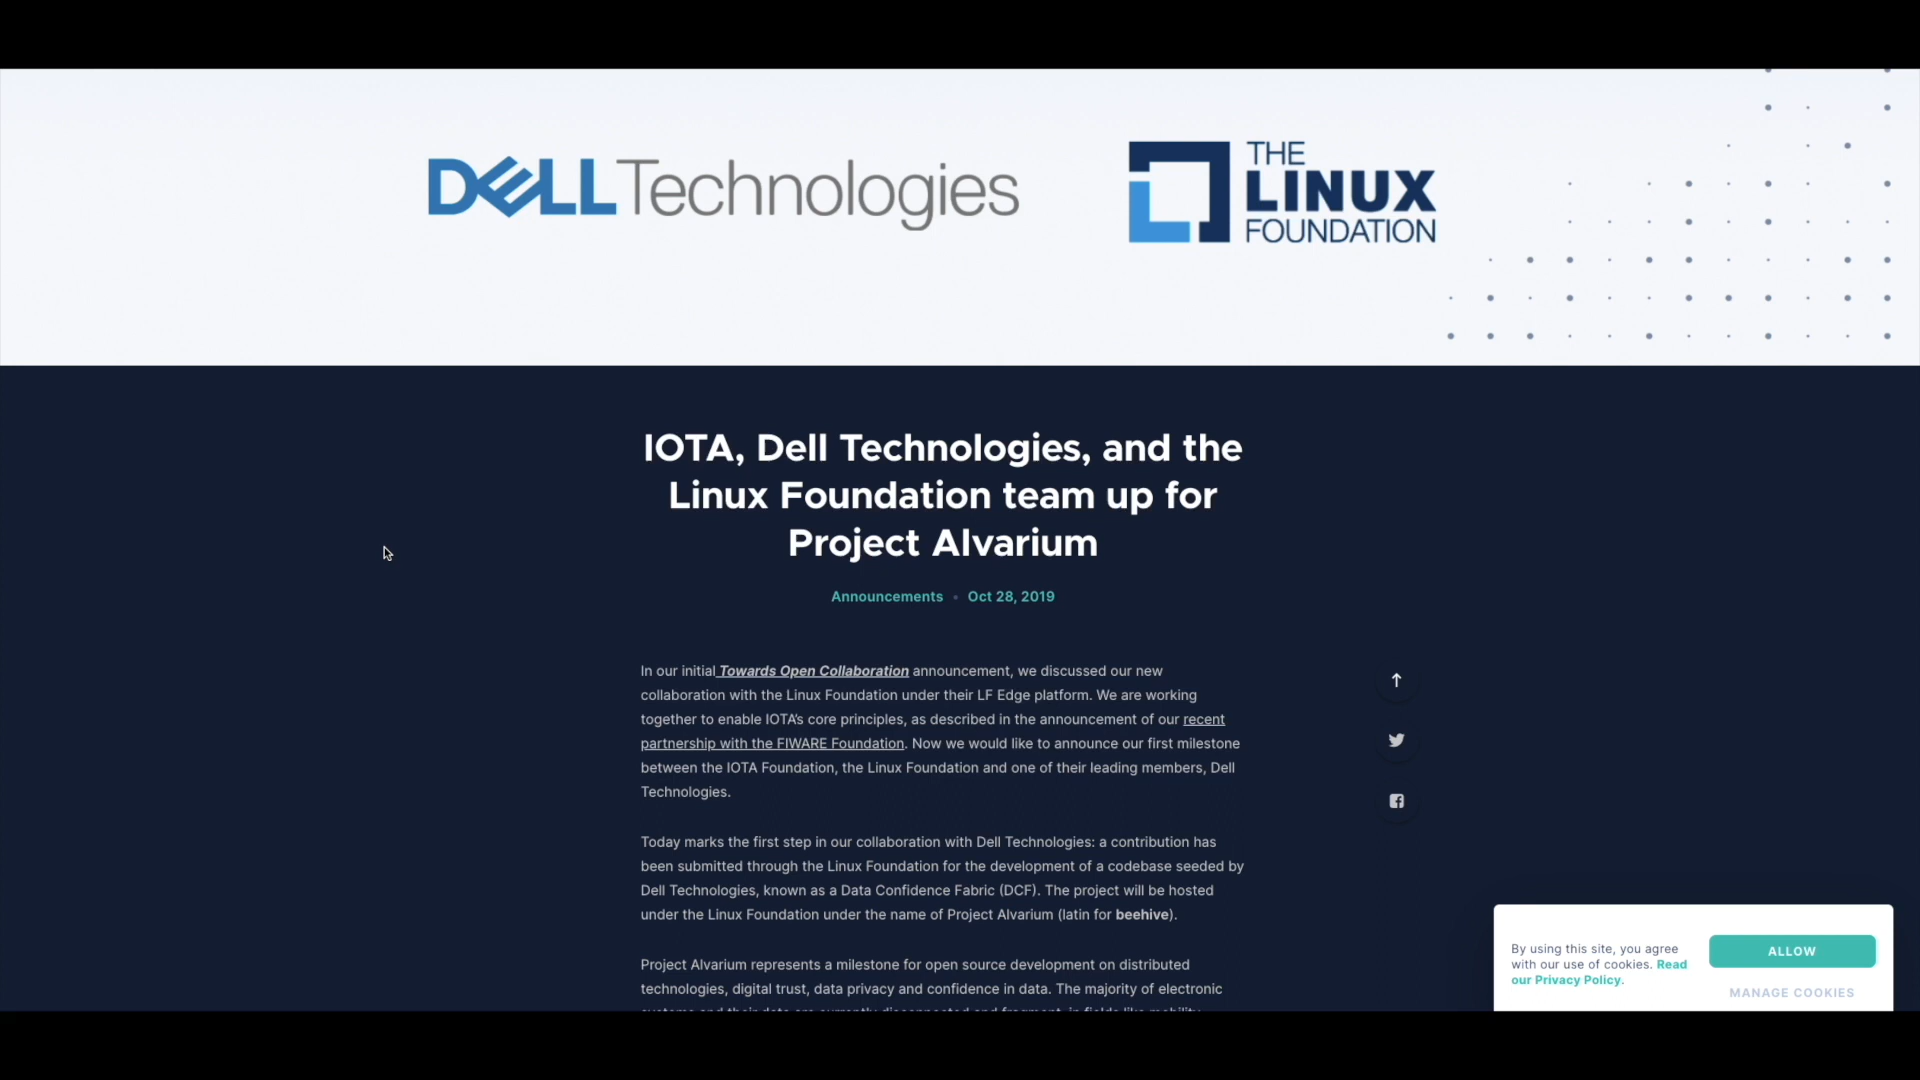 DELL Technologies
THE
LINUX
FOUNDATION
IOTA, Dell Technologies, and the
Linux Foundation team up for
Project Alvarium
Announcements • Oct 28, 2019
In our initial Towards Open Collaboration announcement, we discussed our new
collaboration with the Linux Foundation under their LF Edge platform. We are working
together to enable IOTA's core principles, as described in the announcement of our recent
partnership with the FIWARE Foundation. Now we would like to announce our first milestone
between the IOTA Foundation, the Linux Foundation and one of their leading members, Dell
Technologies.
Today marks the first step in our collaboration with Dell Technologies: a contribution has
been submitted through the Linux Foundation for the development of a codebase seeded by
Dell Technologies, known as a Data Confidence Fabric (DCF). The project will be hosted
under the Linux Foundation under the name of Project Alvarium (latin for beehive).
Project Alvarium represents a milestone for open source development on distributed
technologies, digital trust, data privacy and confidence in data. The majority of electronic
By using this site, you agree
with our use of cookies. Read
our Privacy Policy.
ALLOW
MANAGE COOKIES